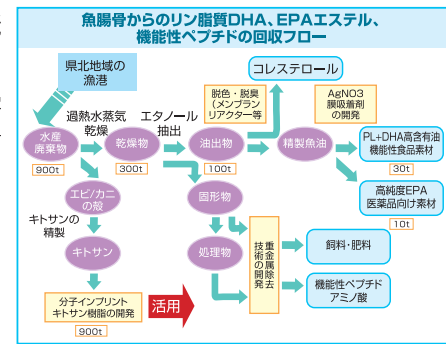 魚腸骨からのリン脂質DHA、EPAエステル、
機能性ペプチドの回収フロー
県北地域の
漁港
コレステロール
過熱水蒸気
乾燥
エタノール
抽出
脱色・脱臭
(メンブラン
リアクター等
AgNO3
膜吸着剤
の開発
水産
廃棄物
乾燥物
油出物
精製魚油
PL+DHA高含有油
機能性食品素材
900t
300t
100t
30t
エビ/カニ
の殻
固形物
高純度EPA
医薬品向け素材
10t
キトサンの
精製
キトサン
処理物
重金属除去
技術の開発
飼料・肥料
機能性ペプチド
アミノ酸
分子インプリント
キトサン樹脂の開発
900t
活用